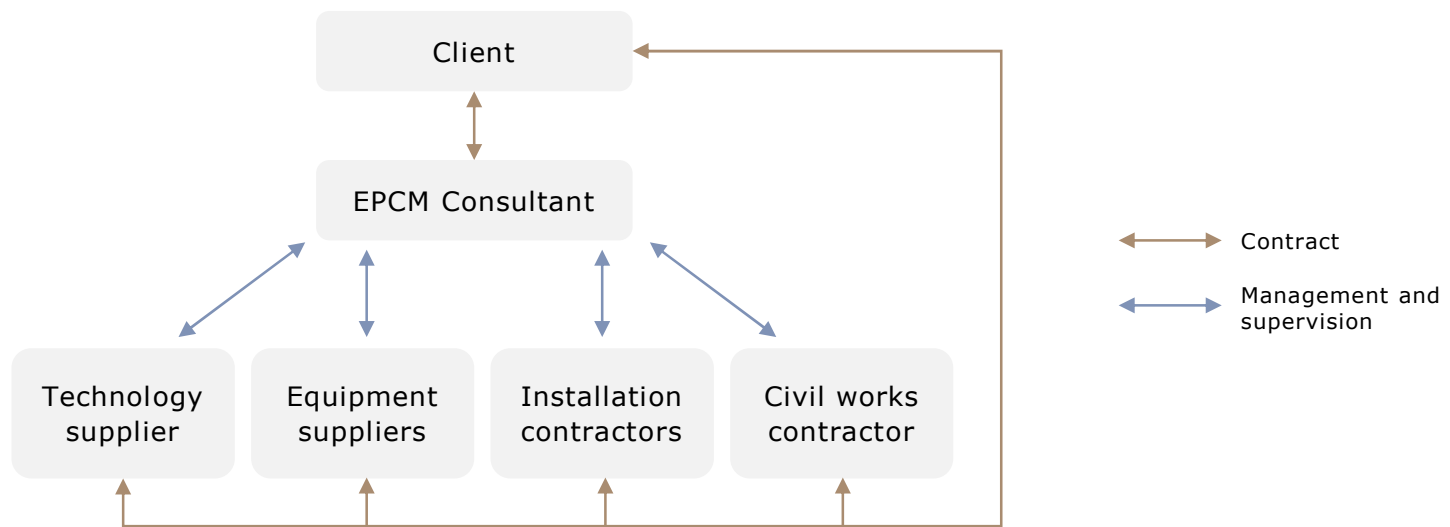 Client
EPCM Consultant
Contract
Management and
supervision
Technology
supplier
Equipment
suppliers
Installation
contractors
Civil works
contractor